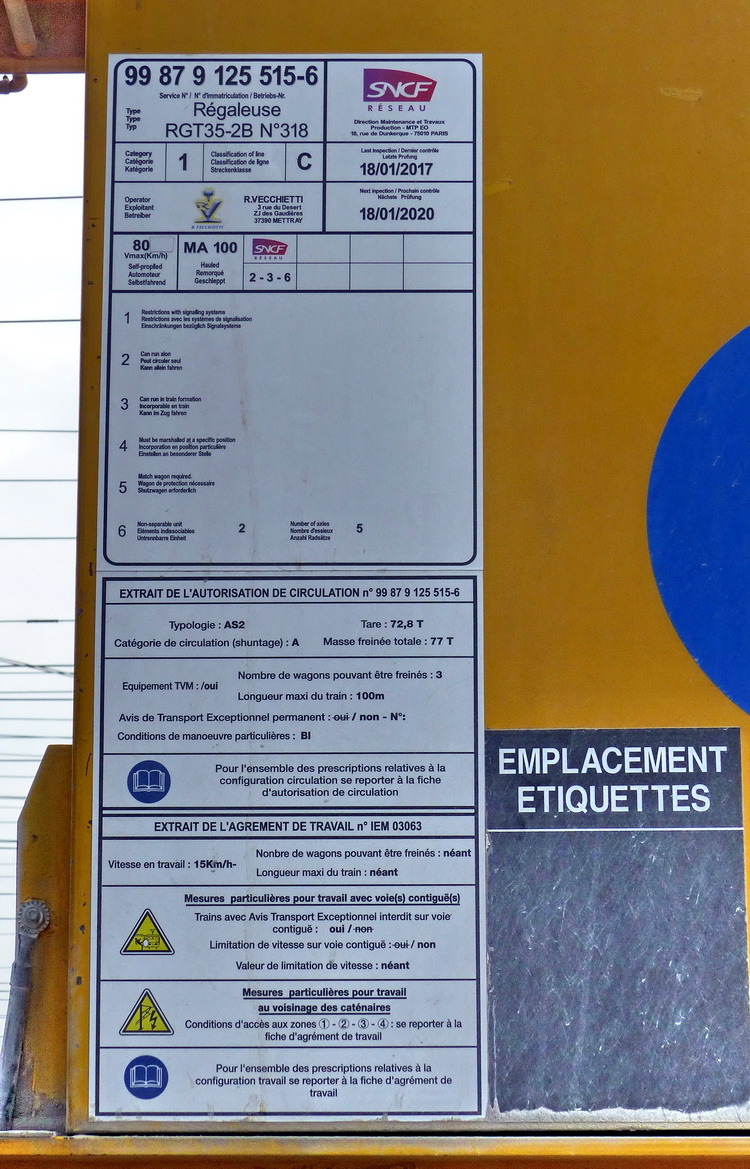 99 87 9 125 515-6
Service N° / N° d'immatriculation / Betriebs-Nr.
Type
Type
Typ
Régaleuse
RGT35-2B N°318
SNCF
RÉSEAU
Direction Maintenance et Travaux
Production - MTP EO
18, rue de Dunkerque - 75010 PARIS
Category
Catégorie
Kategórie
1
Classification of line
Classification de ligne
Streckenklasse
C
Last inspection / Dernier contrôle
Letzte Prüfung
18/01/2017
Operator
Exploitant
Betreiber
R.VECCHIETTI
R.VECCHIETTI
3 rue du Desert
Z.I des Gaudières
37390 METTRAY
Next inpection / Prochain contrôle
Nächste Prüfung
18/01/2020
80
Vmax(Km/h)
Self-proplled
Automoteur
Selbstfahrend
MA 100
Hauled
Remorqué
Geschleppt
SNCF
RÉSEAU
2 - 3 - 6
1 Restrictions with signalling systems
Restrictions avec les systèmes de signalisation
Einschränkungen bezüglich Signalsysteme
2 Can run alon
Peut circuler seul
Kann allein fahren
3 Can run in train formation
Incorporable en train
Kann im Zug fahren
4 Must be marshalled at a specific position
Incorporation en position particulière
Einstellen an besonderer Stelle
5 Match wagon required.
Wagon de protection nécessaire
Shutzwagen erforderlich
6 Non-separable unit
Eléments indissociables
Untrennbare Einheit
2
Number of axles
Nombre d'essieux
Anzahl Radsätze
5
EXTRAIT DE L'AUTORISATION DE CIRCULATION n° 99 87 9 125 515-6
Typologie : AS2 Tare : 72,8 T
Catégorie de circulation (shuntage) : A Masse freinée totale : 77 T
Equipement TVM : /oui
Nombre de wagons pouvant être freinés : 3
Longueur maxi du train : 100m
Avis de Transport Exceptionnel permanent : oui / non - N°:
Conditions de manoeuvre particulières : BI
Pour l'ensemble des prescriptions relatives à la
configuration circulation se reporter à la fiche
d'autorisation de circulation
EXTRAIT DE L'AGREMENT DE TRAVAIL n° IEM 03063
Vitesse en travail : 15Km/h-
Nonbre de wagons pouvant être freinés : néant
Longueur maxi du train : néant
Mesures particulières pour travail avec voie(s) contiguë(s)
Trains avec Avis Transport Exceptionnel interdit sur voie
contiguë : oui / non
Limitation de vitesse sur voie contiguë : oui / non
Valeur de limitation de vitesse : néant
Mesures particulières pour travail
au voisinage des caténaires
Conditions d'accès aux zones ① - ② - ③ - ④ : se reporter à la
fiche d'agrément de travail
Pour l'ensemble des prescriptions relatives à la
configuration travail se reporter à la fiche d'agrément de
travail
EMPLACEMENT
ETIQUETTES